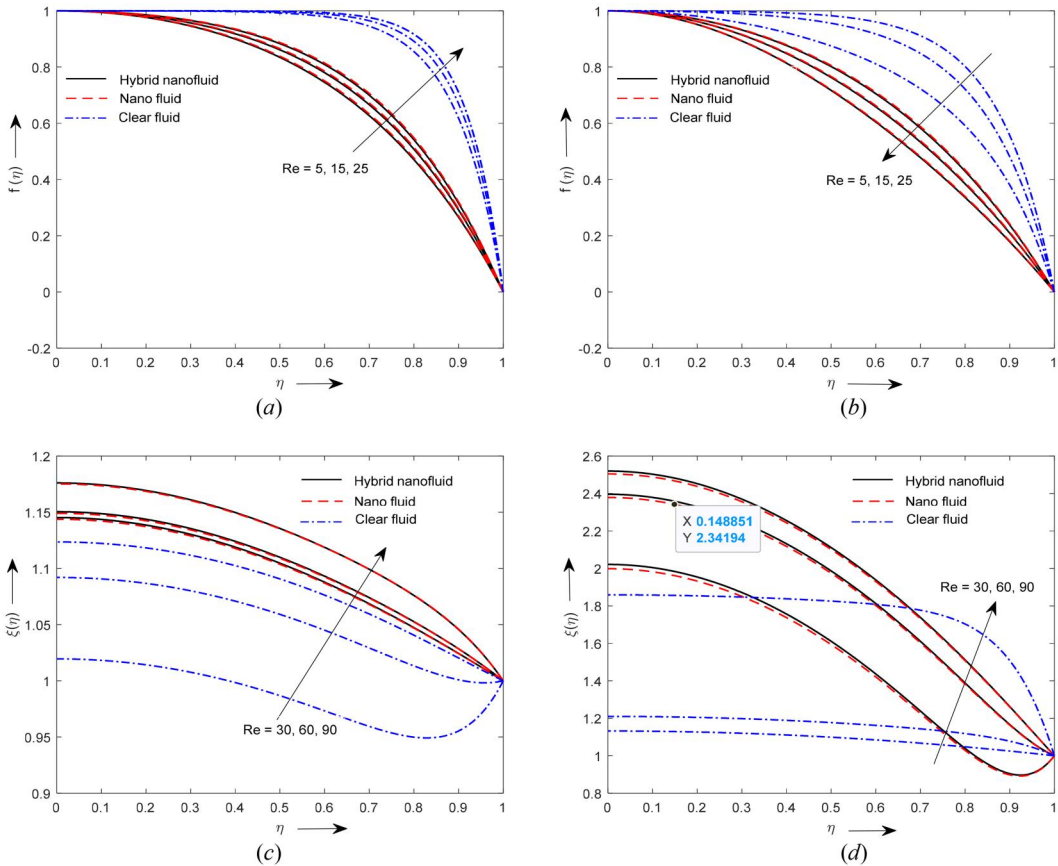 1
0.8
0.6
0.4
0.2
0
-0.2
f (η)
Hybrid nanofluid
Nano fluid
Clear fluid
Re = 5, 15, 25
0 0.1 0.2 0.3 0.4 0.5 0.6 0.7 0.8 0.9 1
η
(a)
1
0.8
0.6
0.4
0.2
0
-0.2
f (η)
Hybrid nanofluid
Nano fluid
Clear fluid
Re = 5, 15, 25
0 0.1 0.2 0.3 0.4 0.5 0.6 0.7 0.8 0.9 1
η
(b)
1.2
1.15
1.1
1.05
1
0.95
0.9
ξ(η)
Hybrid nanofluid
Nano fluid
Clear fluid
Re = 30, 60, 90
0 0.1 0.2 0.3 0.4 0.5 0.6 0.7 0.8 0.9 1
η
(c)
2.6
2.4
2.2
2
1.8
1.6
1.4
1.2
1
0.8
ξ(η)
Hybrid nanofluid
Nano fluid
Clear fluid
X 0.148851
Y 2.34194
Re = 30, 60, 90
0 0.1 0.2 0.3 0.4 0.5 0.6 0.7 0.8 0.9 1
η
(d)